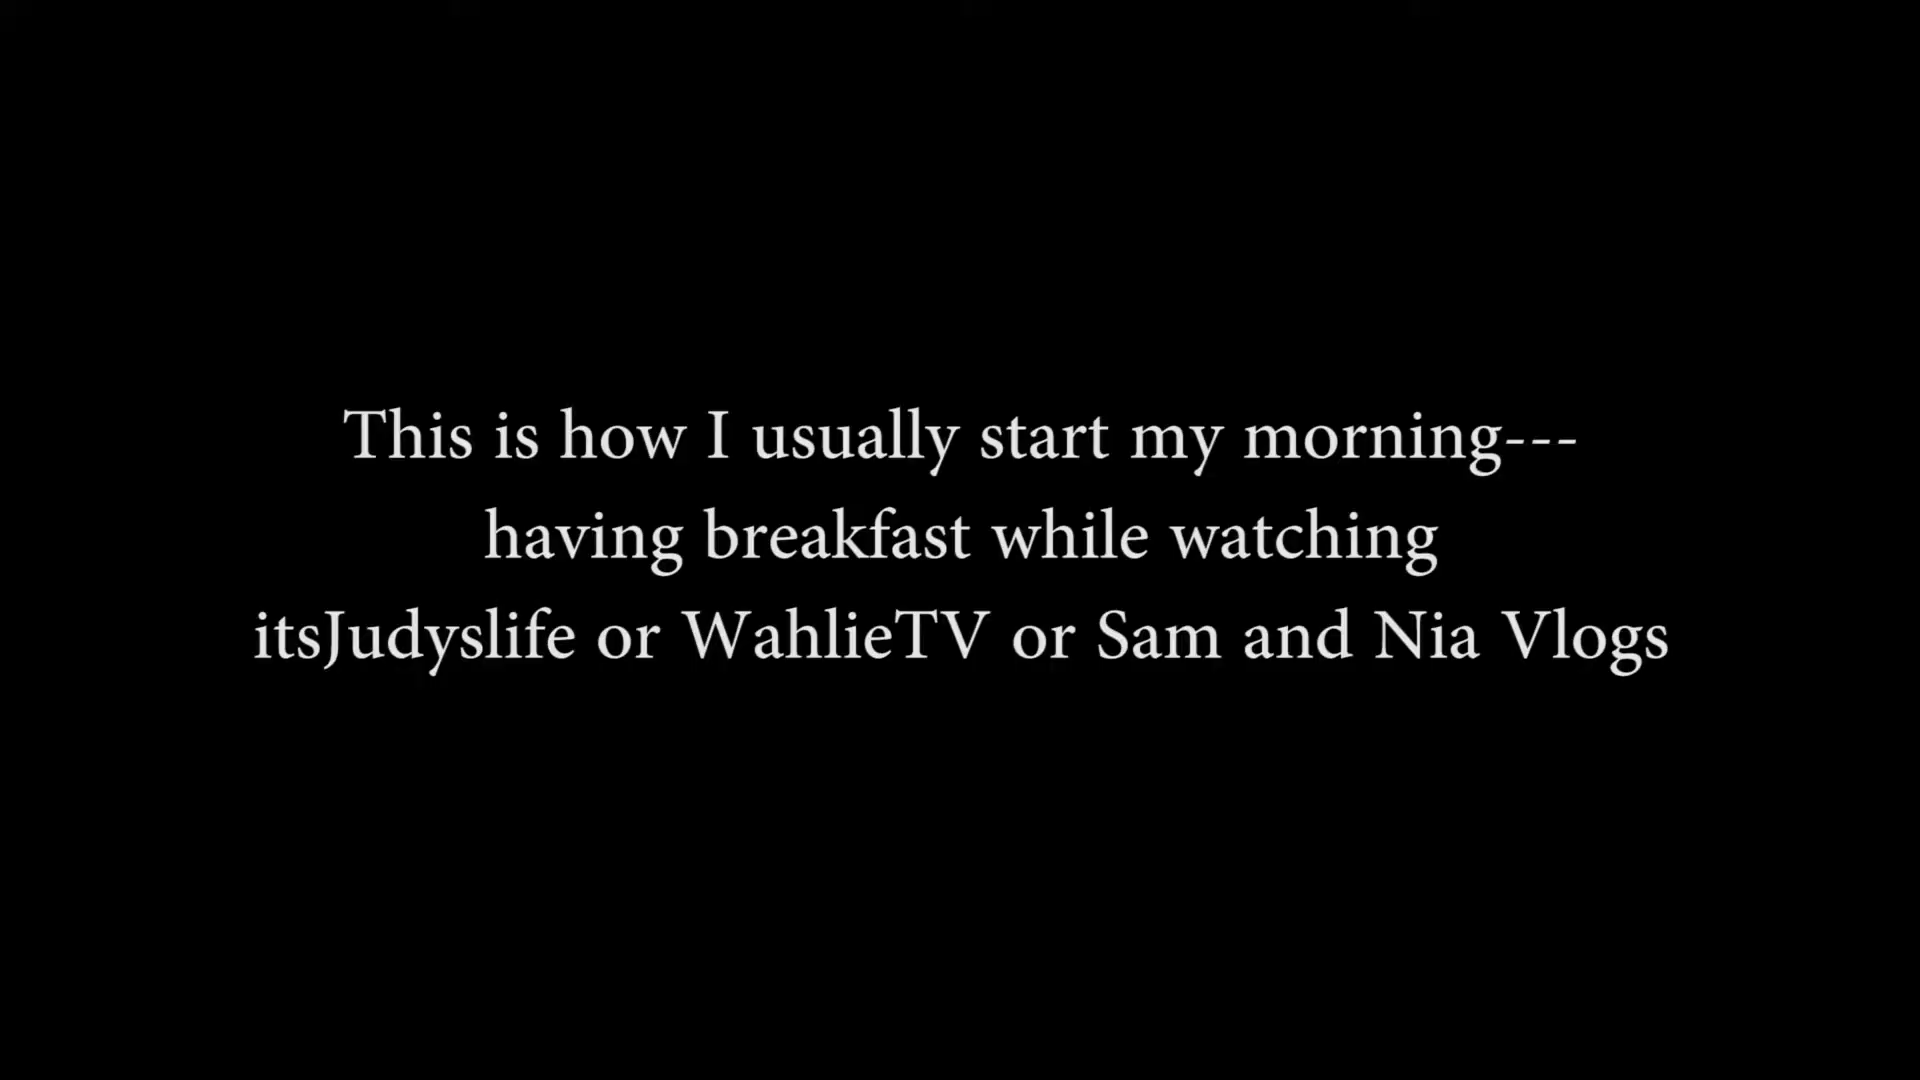 This is how I usually start my morning---
having breakfast while watching
itsJudyslife or WahlieTV or Sam and Nia Vlogs